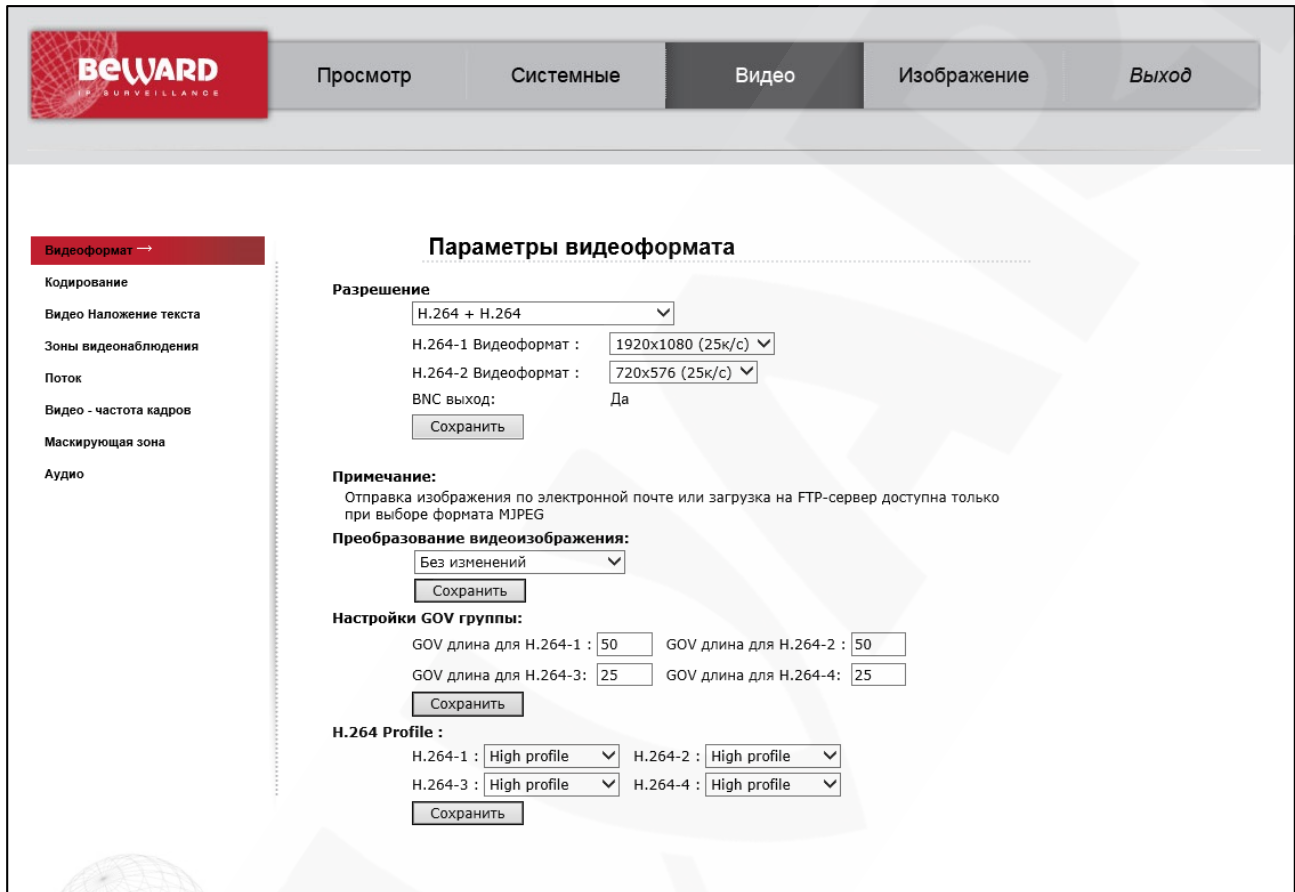 BEWARD
IP SURVEILLANCE
Просмотр Системные Видео Изображение Выход
Видеоформат →
Кодирование
Видео Наложение текста
Зоны видеонаблюдения
Поток
Видео - частота кадров
Маскирующая зона
Аудио
Параметры видеоформата
Разрешение
H.264 + H.264
H.264-1 Видеоформат : 1920x1080 (25к/с)
H.264-2 Видеоформат : 720x576 (25к/с)
BNC выход: Да
Сохранить
Примечание:
Отправка изображения по электронной почте или загрузка на FTP-сервер доступна только
при выборе формата MJPEG
Преобразование видеоизображения:
Без изменений
Сохранить
Настройки GOV группы:
GOV длина для H.264-1 : 50 GOV длина для H.264-2 : 50
GOV длина для H.264-3: 25 GOV длина для H.264-4: 25
Сохранить
H.264 Profile :
H.264-1 : High profile H.264-2 : High profile
H.264-3 : High profile H.264-4 : High profile
Сохранить